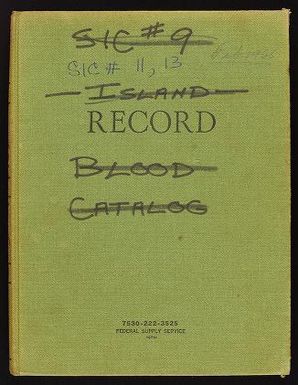 SIC # 9
SIC # 11, 13
ISLAND
RECORD
BLOOD
CATALOG
7530-222-3525
FEDERAL SUPPLY SERVICE